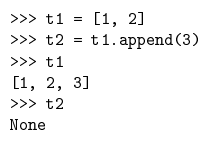 >>> t1 = [1, 2]
>>> t2 = t1.append(3)
>>> t1
[1, 2, 3]
>>> t2
None